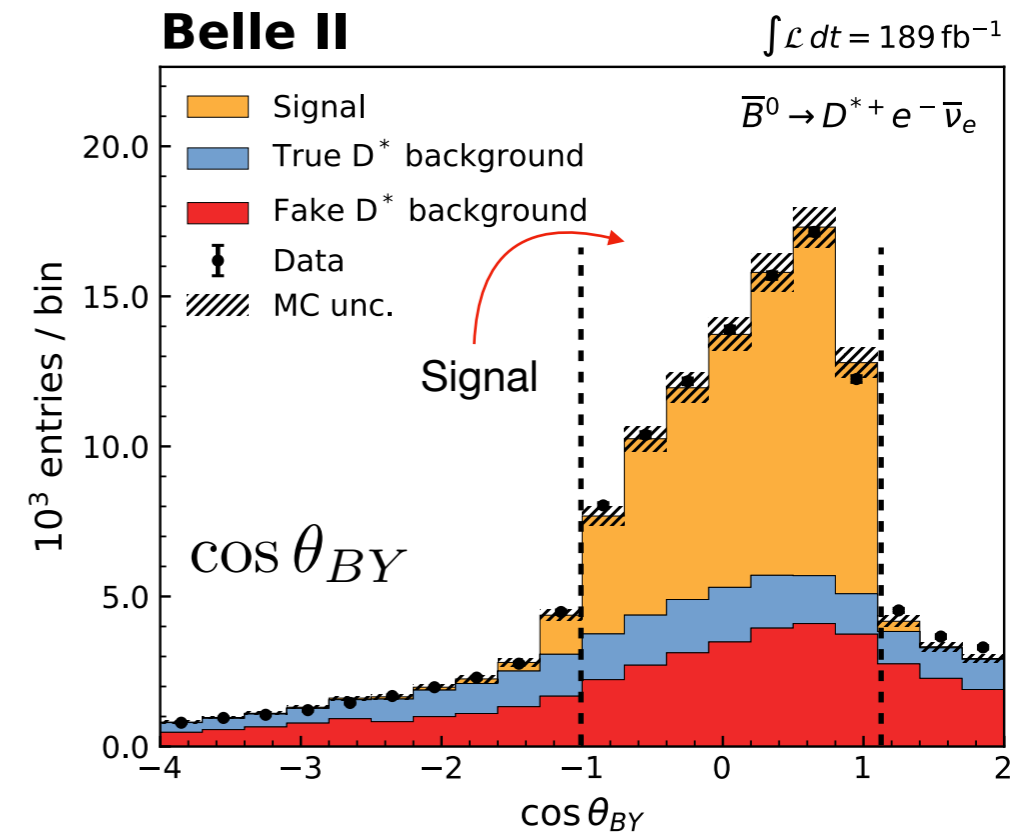 Belle II
∫ℒ dt = 189 fb⁻¹
B̅⁰ → D*⁺ e⁻ ν̅ₑ
Signal
True D* background
Fake D* background
Data
MC unc.
Signal
cos θ_BY
10³ entries / bin
20.0
15.0
10.0
5.0
0.0
−4 −3 −2 −1 0 1 2
cos θ_BY